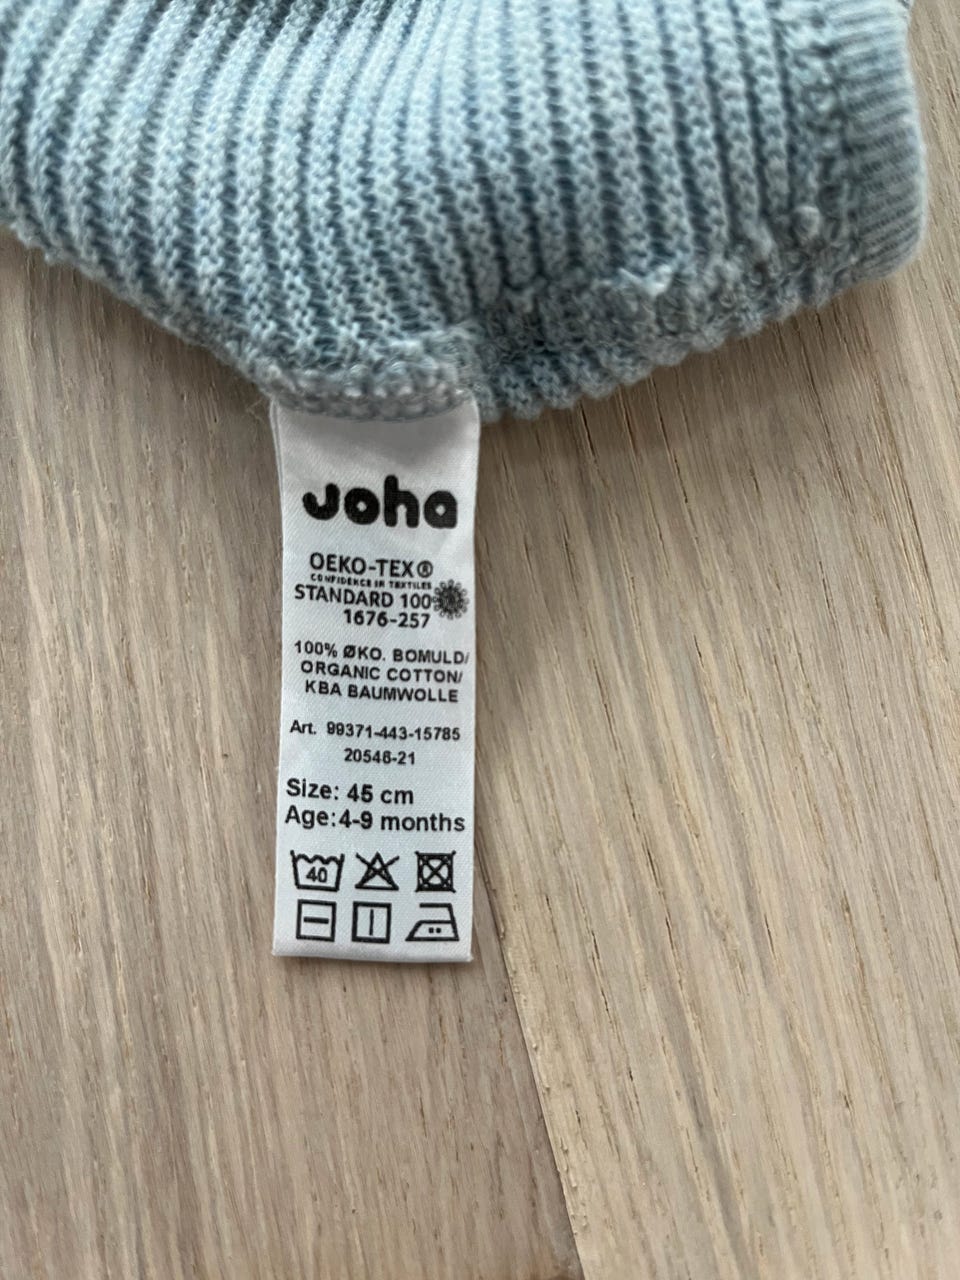 Joha
OEKO-TEX®
CONFIDENCE IN TEXTILES
STANDARD 100
1676-257
100% ØKO. BOMULD/
ORGANIC COTTON/
KBA BAUMWOLLE
Art. 99371-443-15785
20546-21
Size: 45 cm
Age:4-9 months
40